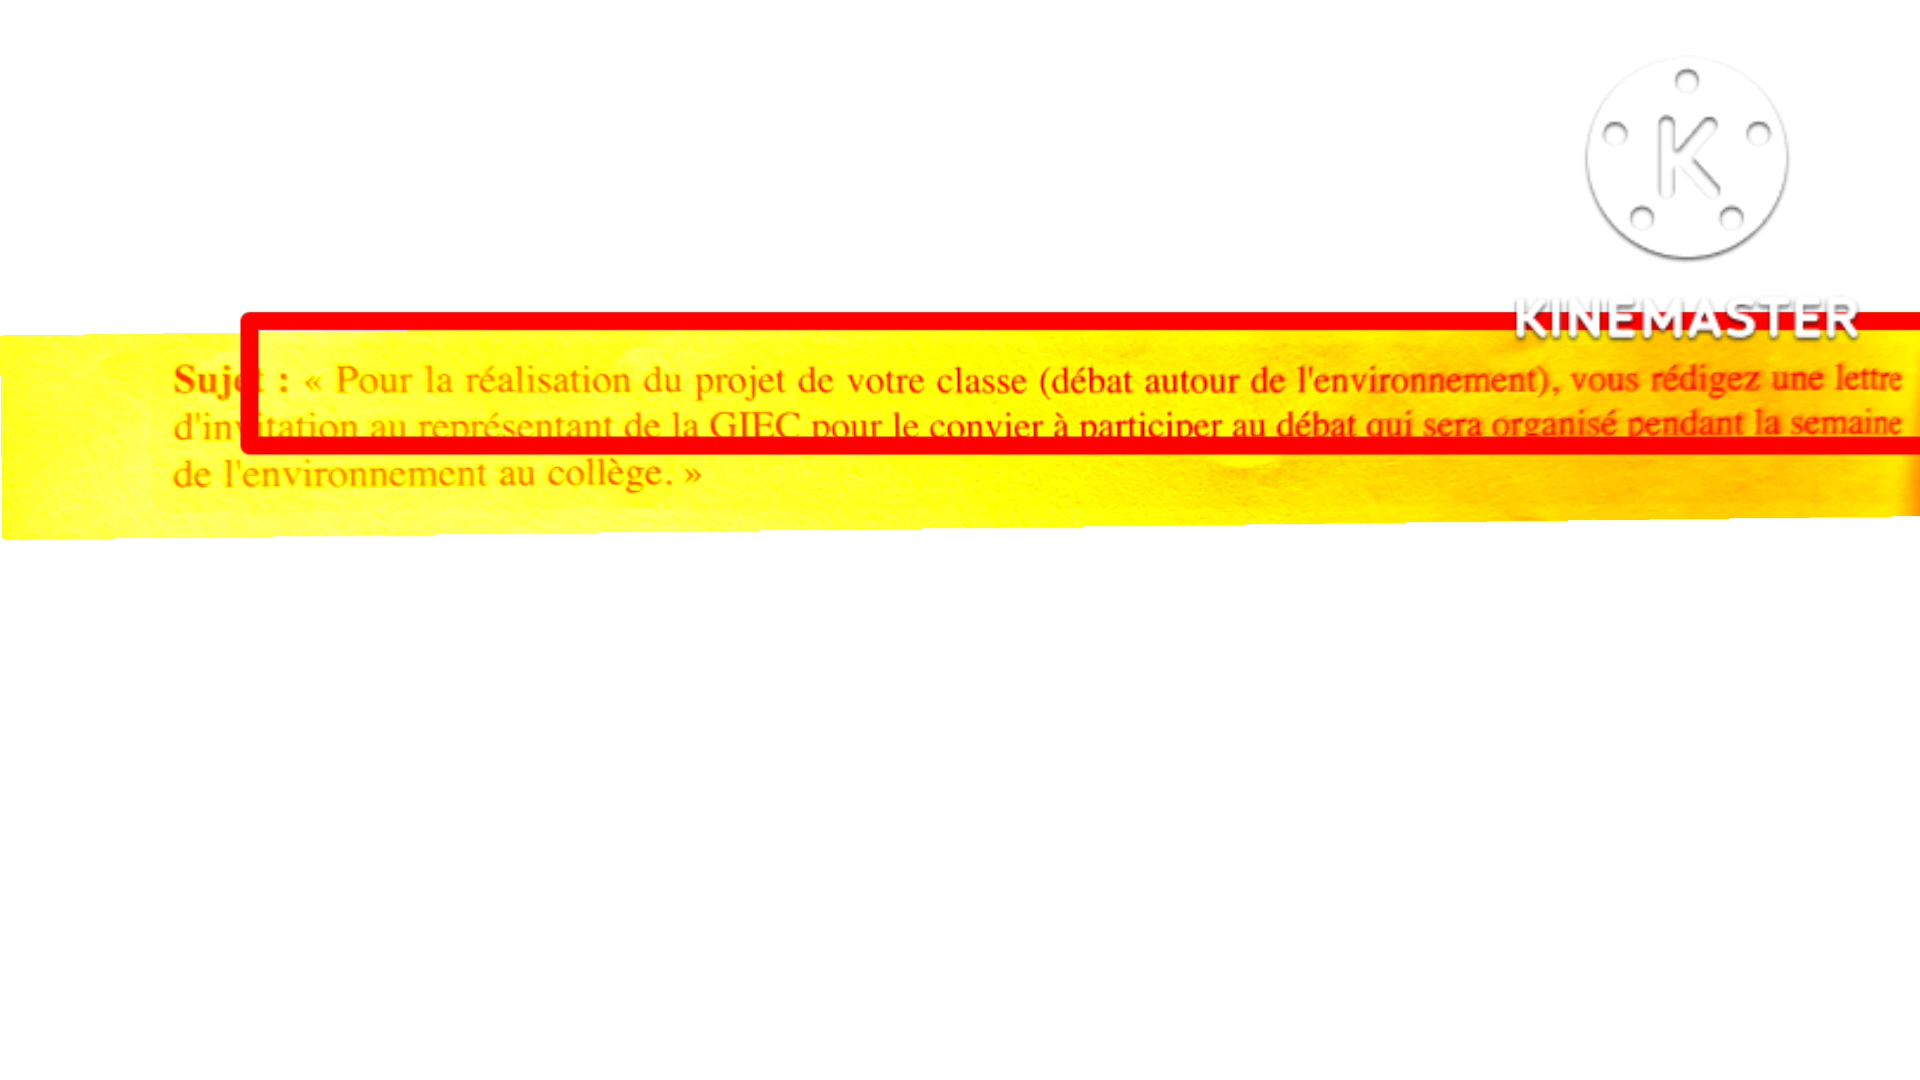 KINEMASTER
Sujet : « Pour la réalisation du projet de votre classe (débat autour de l'environnement), vous rédigez une lettre
d'invitation au représentant de la GIEC pour le convier à participer au débat qui sera organisé pendant la semaine
de l'environnement au collège. »